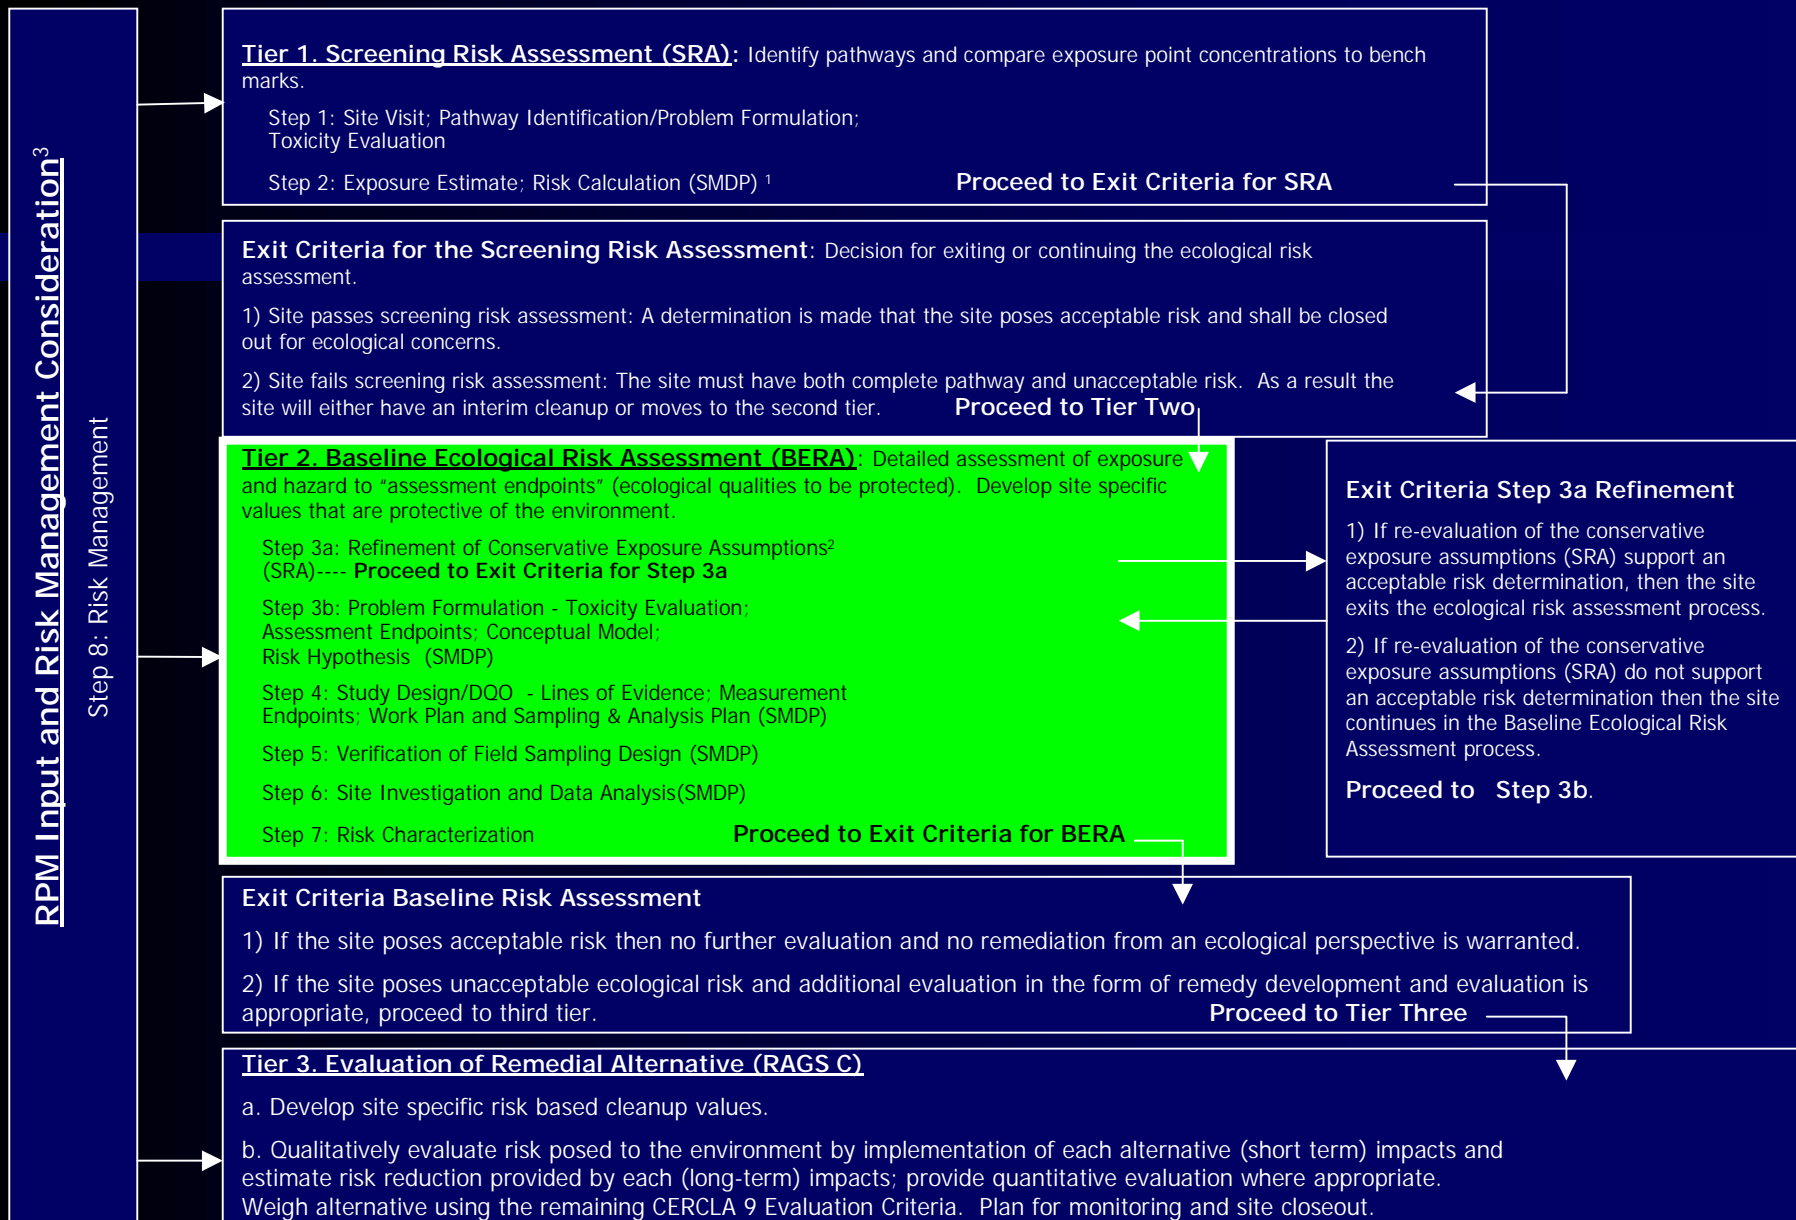 RPM Input and Risk Management Consideration³
Step 8: Risk Management
Tier 1. Screening Risk Assessment (SRA): Identify pathways and compare exposure point concentrations to bench
marks.
Step 1: Site Visit; Pathway Identification/Problem Formulation;
Toxicity Evaluation
Step 2: Exposure Estimate; Risk Calculation (SMDP) ¹ Proceed to Exit Criteria for SRA
Exit Criteria for the Screening Risk Assessment: Decision for exiting or continuing the ecological risk
assessment.
1) Site passes screening risk assessment: A determination is made that the site poses acceptable risk and shall be closed
out for ecological concerns.
2) Site fails screening risk assessment: The site must have both complete pathway and unacceptable risk. As a result the
site will either have an interim cleanup or moves to the second tier. Proceed to Tier Two
Tier 2. Baseline Ecological Risk Assessment (BERA): Detailed assessment of exposure
and hazard to “assessment endpoints” (ecological qualities to be protected). Develop site specific
values that are protective of the environment.
Step 3a: Refinement of Conservative Exposure Assumptions²
(SRA)---- Proceed to Exit Criteria for Step 3a
Step 3b: Problem Formulation - Toxicity Evaluation;
Assessment Endpoints; Conceptual Model;
Risk Hypothesis (SMDP)
Step 4: Study Design/DQO - Lines of Evidence; Measurement
Endpoints; Work Plan and Sampling & Analysis Plan (SMDP)
Step 5: Verification of Field Sampling Design (SMDP)
Step 6: Site Investigation and Data Analysis(SMDP)
Step 7: Risk Characterization Proceed to Exit Criteria for BERA
Exit Criteria Step 3a Refinement
1) If re-evaluation of the conservative
exposure assumptions (SRA) support an
acceptable risk determination, then the site
exits the ecological risk assessment process.
2) If re-evaluation of the conservative
exposure assumptions (SRA) do not support
an acceptable risk determination then the site
continues in the Baseline Ecological Risk
Assessment process.
Proceed to Step 3b.
Exit Criteria Baseline Risk Assessment
1) If the site poses acceptable risk then no further evaluation and no remediation from an ecological perspective is warranted.
2) If the site poses unacceptable ecological risk and additional evaluation in the form of remedy development and evaluation is
appropriate, proceed to third tier. Proceed to Tier Three
Tier 3. Evaluation of Remedial Alternative (RAGS C)
a. Develop site specific risk based cleanup values.
b. Qualitatively evaluate risk posed to the environment by implementation of each alternative (short term) impacts and
estimate risk reduction provided by each (long-term) impacts; provide quantitative evaluation where appropriate.
Weigh alternative using the remaining CERCLA 9 Evaluation Criteria. Plan for monitoring and site closeout.